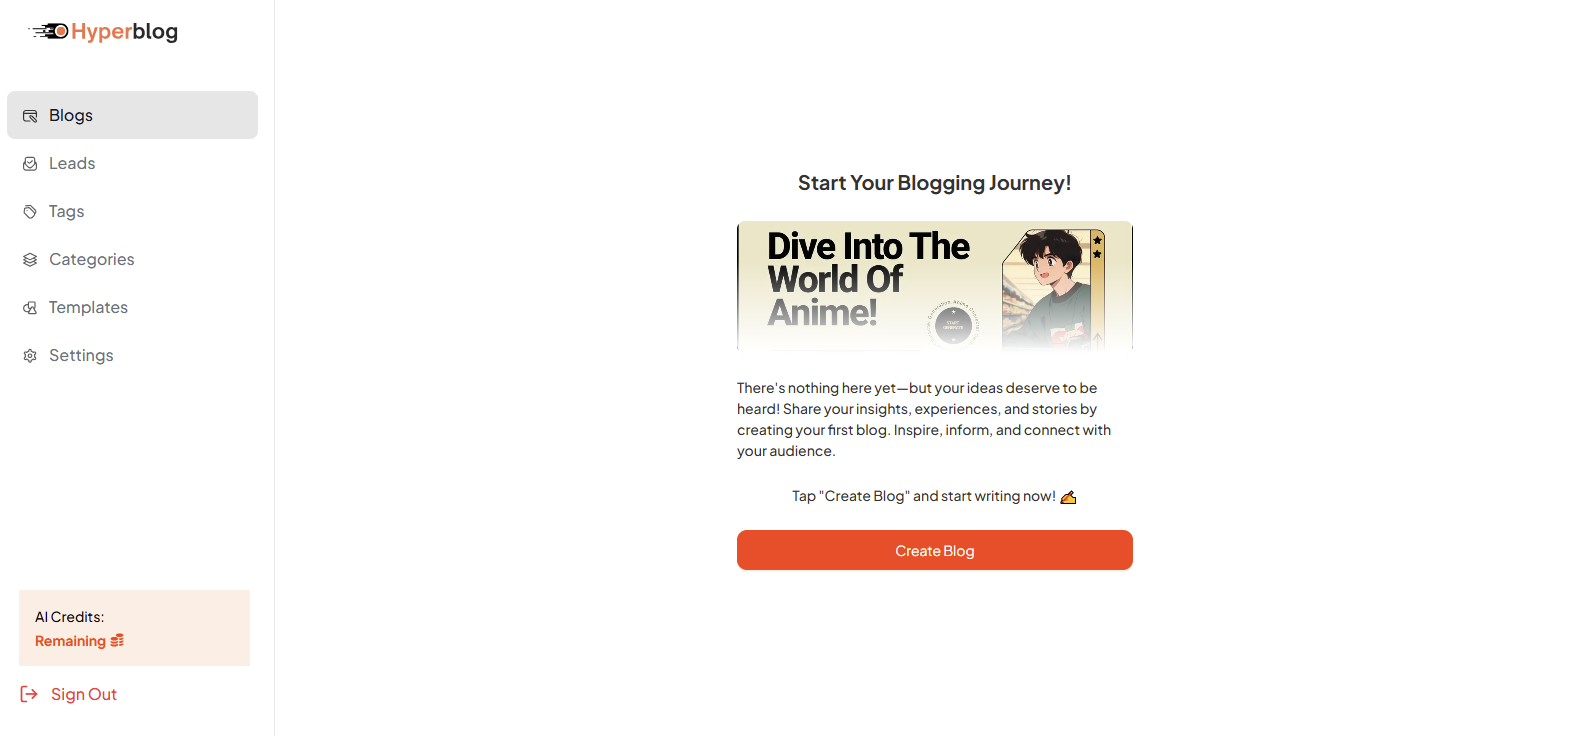 Hyperblog
Blogs
Leads
Tags
Categories
Templates
Settings
AI Credits:
Remaining
Sign Out
Start Your Blogging Journey!
Dive Into The
World Of
Anime!
There's nothing here yet—but your ideas deserve to be
heard! Share your insights, experiences, and stories by
creating your first blog. Inspire, inform, and connect with
your audience.
Tap "Create Blog" and start writing now! ✍️
Create Blog